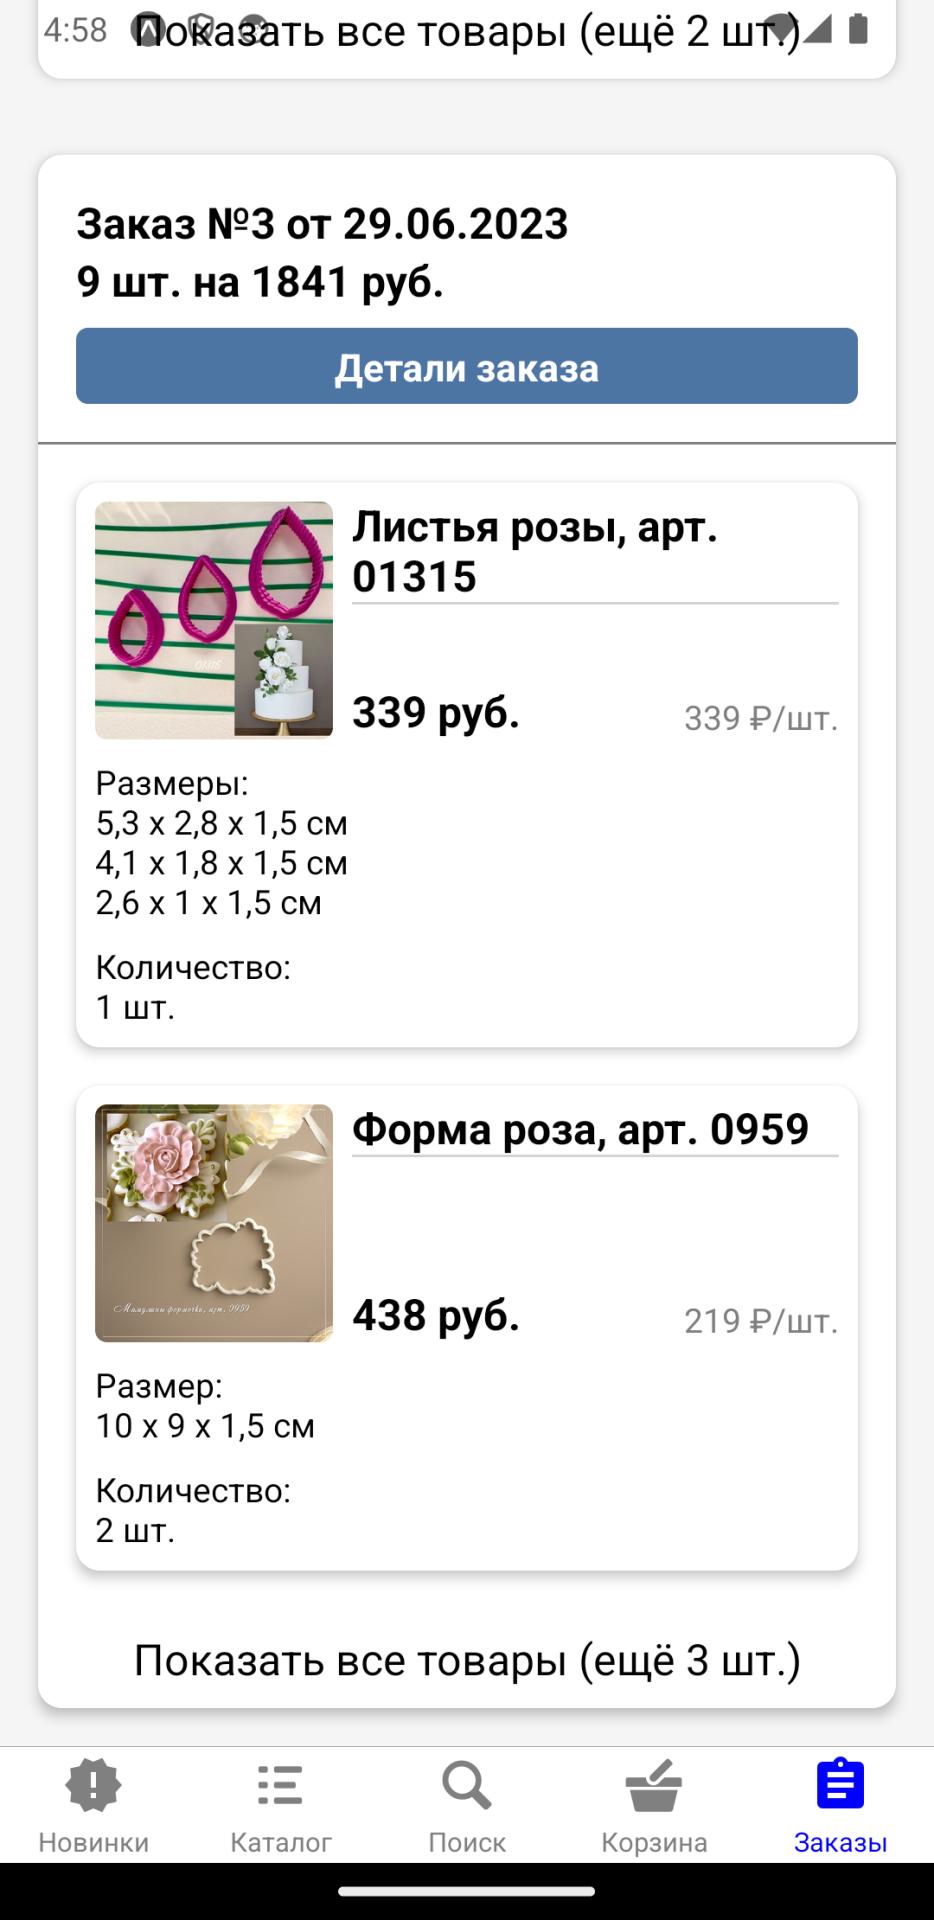 4:58
Показать все товары (ещё 2 шт.)
Заказ №3 от 29.06.2023
9 шт. на 1841 руб.
Детали заказа
Листья розы, арт.
01315
01315
339 руб.
339 ₽/шт.
Размеры:
5,3 x 2,8 x 1,5 см
4,1 x 1,8 x 1,5 см
2,6 x 1 x 1,5 см
Количество:
1 шт.
Форма роза, арт. 0959
Мамулины формочки, арт. 0959
438 руб.
219 ₽/шт.
Размер:
10 x 9 x 1,5 см
Количество:
2 шт.
Показать все товары (ещё 3 шт.)
Новинки
Каталог
Поиск
Корзина
Заказы